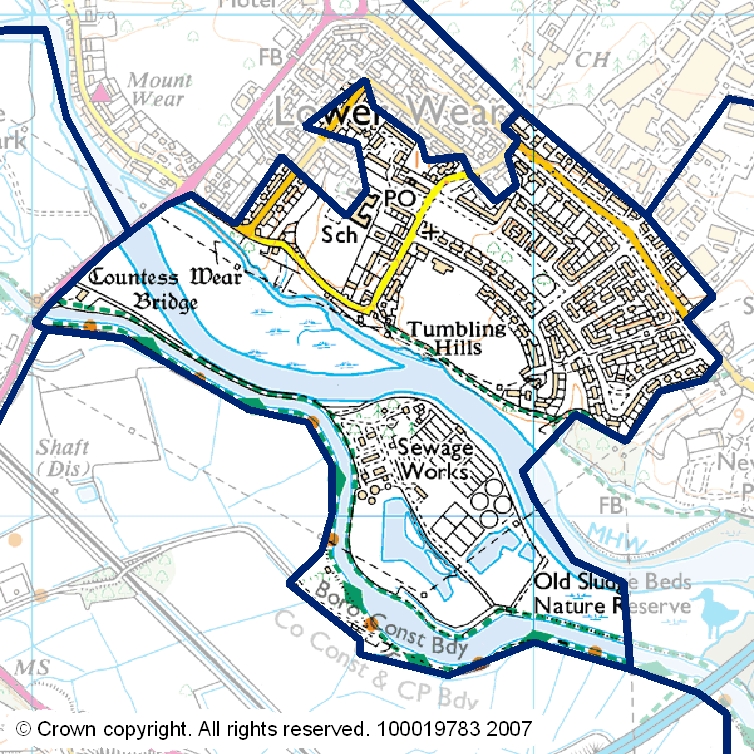 Hotel
FB
CH
Mount
Wear
Lower Wear
ark
PO
Sch
Countess Wear
Bridge
Tumbling
Hills
Shaft
(Dis)
Sewage
Works
FB
MHW
Old Sludge Beds
Nature Reserve
Boro Const Bdy
Co Const & CP Bdy
MS
© Crown copyright. All rights reserved. 100019783 2007